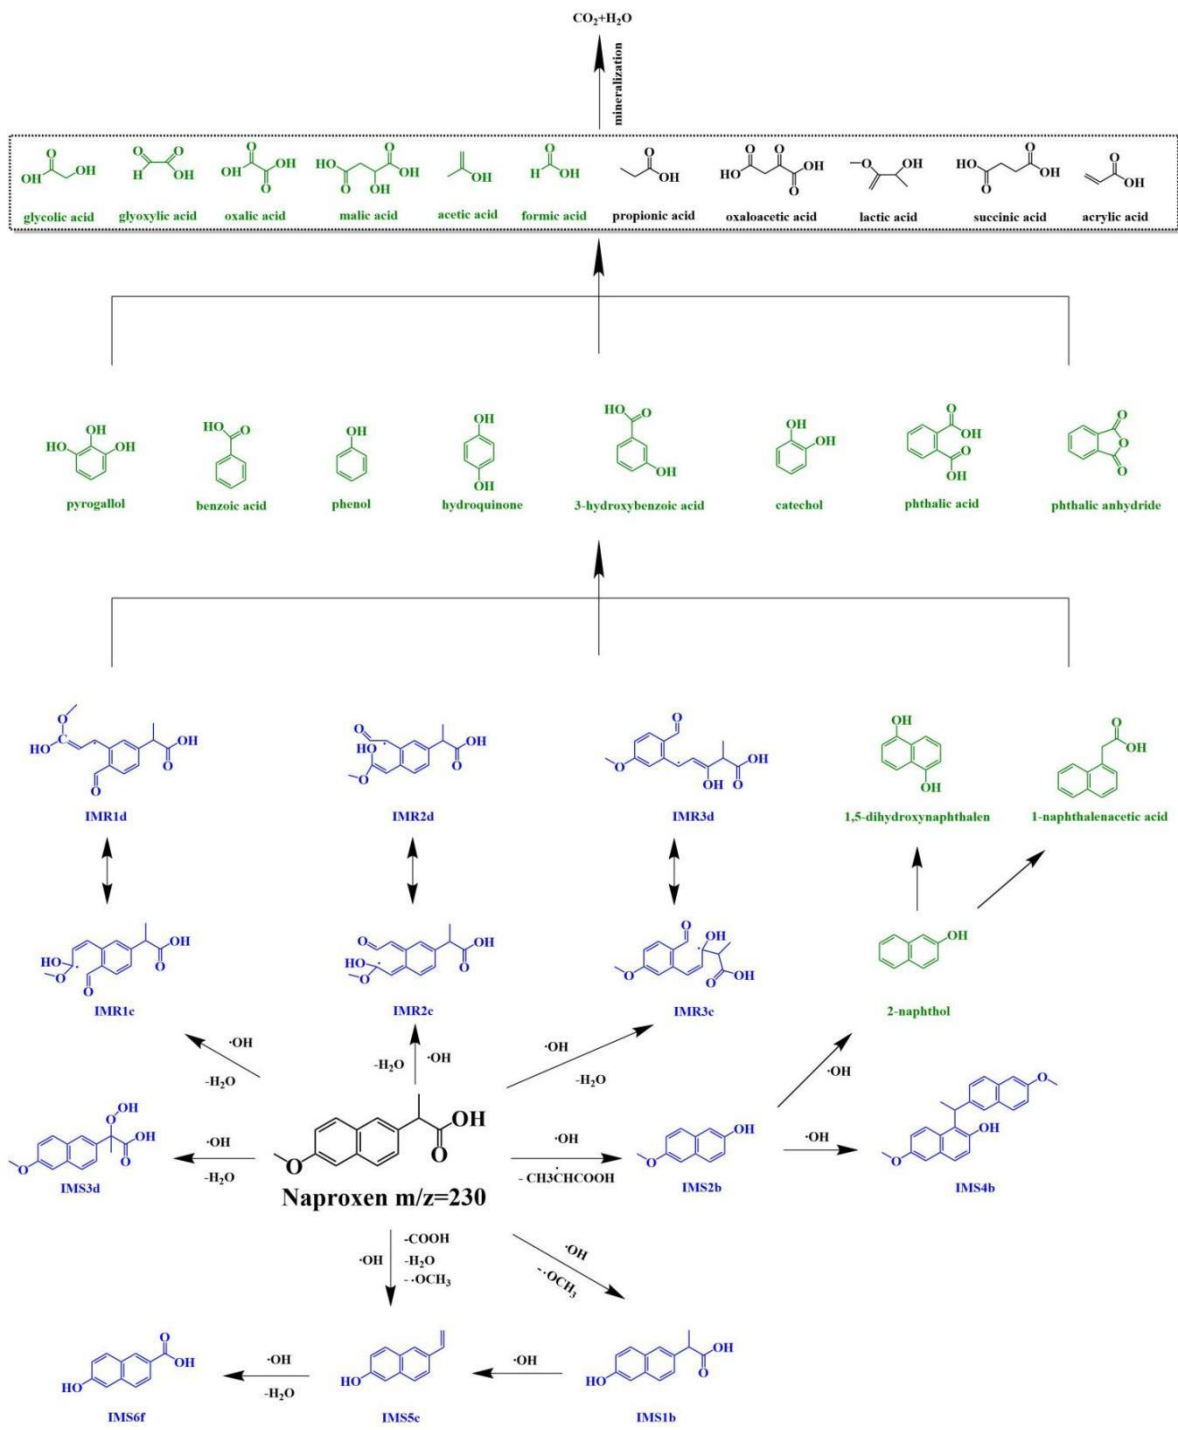 CO₂+H₂O
mineralization
glycolic acid
glyoxylic acid
oxalic acid
malic acid
acetic acid
formic acid
propionic acid
oxaloacetic acid
lactic acid
succinic acid
acrylic acid
pyrogallol
benzoic acid
phenol
hydroquinone
3-hydroxybenzoic acid
catechol
phthalic acid
phthalic anhydride
IMR1d
IMR2d
IMR3d
1,5-dihydroxynaphthalen
1-naphthalenacetic acid
IMR1c
IMR2c
IMR3c
2-naphthol
·OH
-H₂O
-H₂O
·OH
·OH
-H₂O
·OH
·OH
-H₂O
IMS3d
Naproxen m/z=230
·OH
- CH3ĊHCOOH
IMS2b
·OH
IMS4b
·OH
-COOH
-H₂O
- ·OCH₃
·OH
- ·OCH₃
IMS6f
·OH
-H₂O
IMS5c
·OH
IMS1b